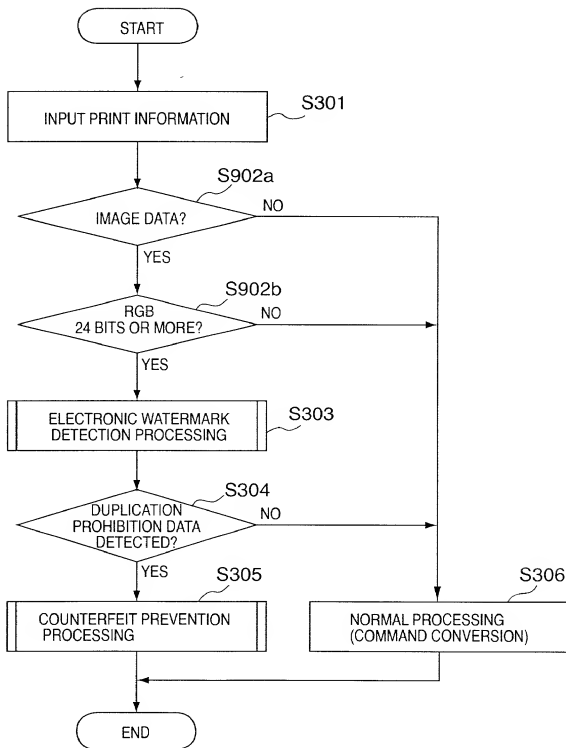 START
INPUT PRINT INFORMATION
S301
IMAGE DATA?
S902a
NO
YES
RGB
24 BITS OR MORE?
S902b
NO
YES
ELECTRONIC WATERMARK
DETECTION PROCESSING
S303
DUPLICATION
PROHIBITION DATA
DETECTED?
S304
NO
YES
COUNTERFEIT PREVENTION
PROCESSING
S305
NORMAL PROCESSING
(COMMAND CONVERSION)
S306
END